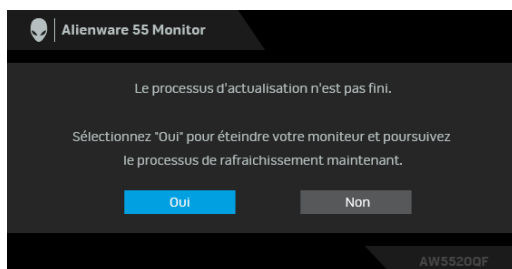 Alienware 55 Monitor
Le processus d'actualisation n'est pas fini.
Sélectionnez "Oui" pour éteindre votre moniteur et poursuivez
le processus de rafraichissement maintenant.
Oui
Non
AW5520QF